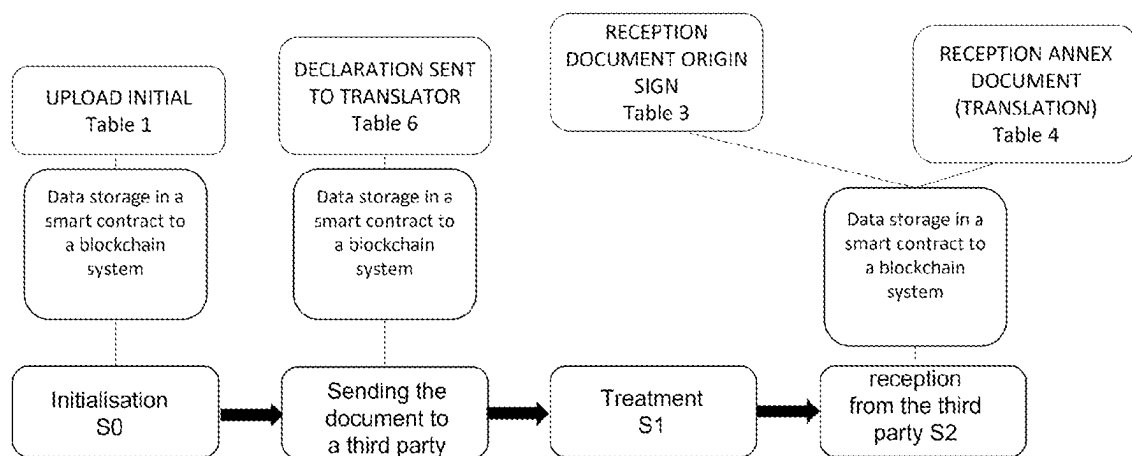 UPLOAD INITIAL
Table 1
DECLARATION SENT
TO TRANSLATOR
Table 6
RECEPTION
DOCUMENT ORIGIN
SIGN
Table 3
RECEPTION ANNEX
DOCUMENT
(TRANSLATION)
Table 4
Data storage in a
smart contract to
a blockchain
system
Data storage in a
smart contract to
a blockchain
system
Data storage in a
smart contract to
a blockchain
system
Initialisation
S0
Sending the
document to
a third party
Treatment
S1
reception
from the third
party S2